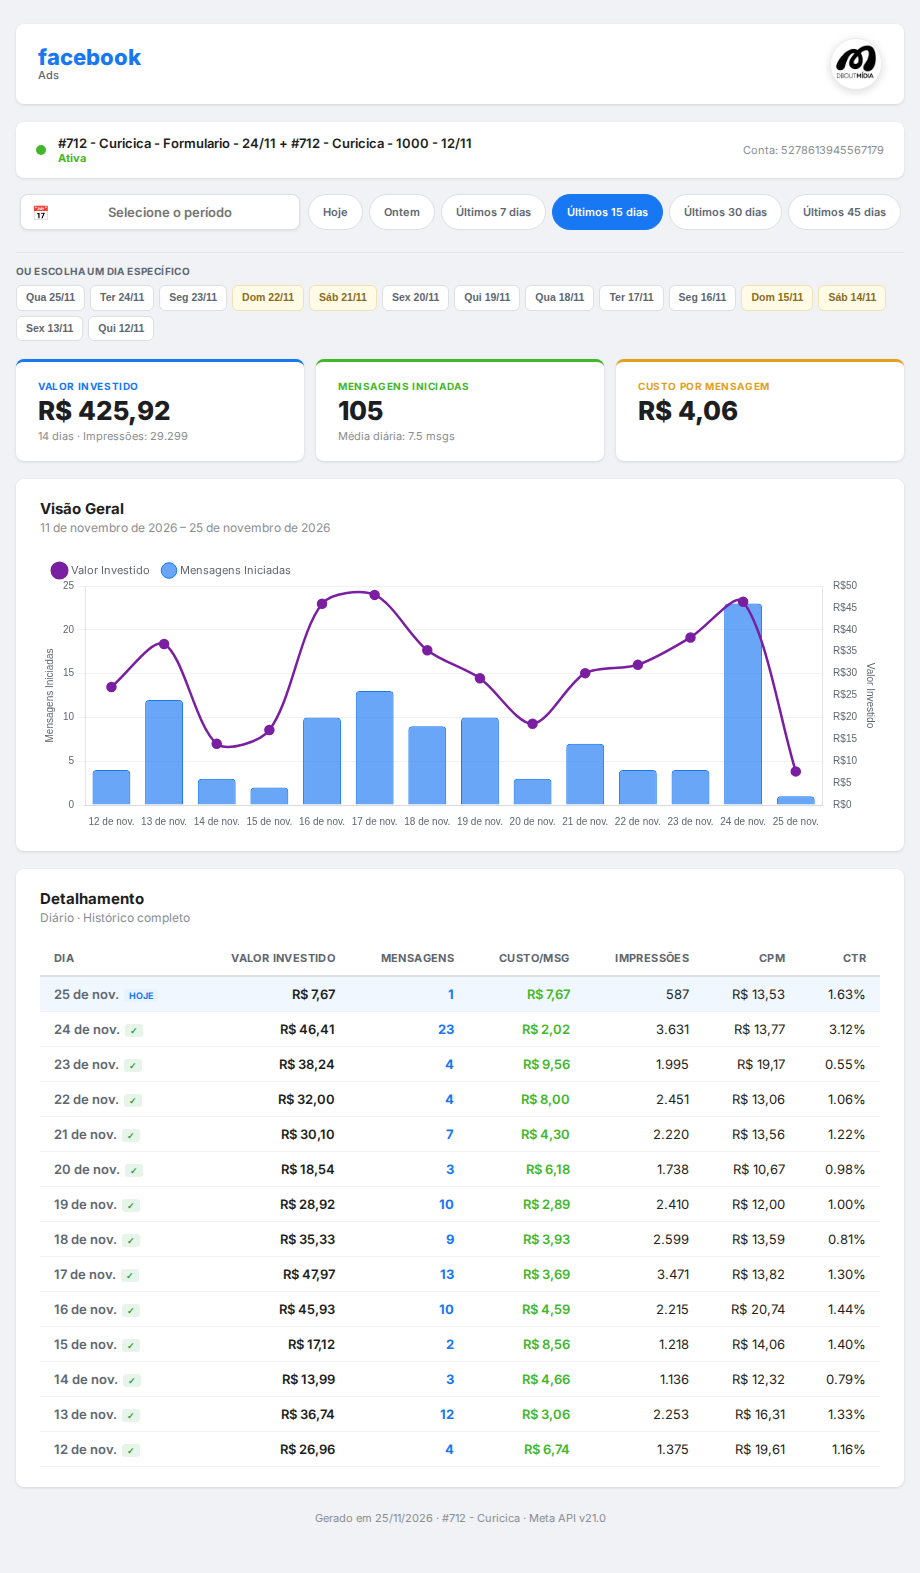 facebook
Ads
DBOUTMÍDIA
#712 - Curicica - Formulario - 24/11 + #712 - Curicica - 1000 - 12/11
Ativa
Conta: 5278613945567179
Selecione o período
Hoje
Ontem
Últimos 7 dias
Últimos 15 dias
Últimos 30 dias
Últimos 45 dias
OU ESCOLHA UM DIA ESPECÍFICO
Qua 25/11
Ter 24/11
Seg 23/11
Dom 22/11
Sáb 21/11
Sex 20/11
Qui 19/11
Qua 18/11
Ter 17/11
Seg 16/11
Dom 15/11
Sáb 14/11
Sex 13/11
Qui 12/11
VALOR INVESTIDO
R$ 425,92
14 dias · Impressões: 29.299
MENSAGENS INICIADAS
105
Média diária: 7.5 msgs
CUSTO POR MENSAGEM
R$ 4,06
Visão Geral
11 de novembro de 2026 – 25 de novembro de 2026
Valor Investido
Mensagens Iniciadas
25
20
15
10
5
0
Mensagens Iniciadas
R$50
R$45
R$40
R$35
R$30
R$25
R$20
R$15
R$10
R$5
R$0
Valor Investido
12 de nov.
13 de nov.
14 de nov.
15 de nov.
16 de nov.
17 de nov.
18 de nov.
19 de nov.
20 de nov.
21 de nov.
22 de nov.
23 de nov.
24 de nov.
25 de nov.
Detalhamento
Diário · Histórico completo
DIA VALOR INVESTIDO MENSAGENS CUSTO/MSG IMPRESSÕES CPM CTR
25 de nov. HOJE R$ 7,67 1 R$ 7,67 587 R$ 13,53 1.63%
24 de nov. ✓ R$ 46,41 23 R$ 2,02 3.631 R$ 13,77 3.12%
23 de nov. ✓ R$ 38,24 4 R$ 9,56 1.995 R$ 19,17 0.55%
22 de nov. ✓ R$ 32,00 4 R$ 8,00 2.451 R$ 13,06 1.06%
21 de nov. ✓ R$ 30,10 7 R$ 4,30 2.220 R$ 13,56 1.22%
20 de nov. ✓ R$ 18,54 3 R$ 6,18 1.738 R$ 10,67 0.98%
19 de nov. ✓ R$ 28,92 10 R$ 2,89 2.410 R$ 12,00 1.00%
18 de nov. ✓ R$ 35,33 9 R$ 3,93 2.599 R$ 13,59 0.81%
17 de nov. ✓ R$ 47,97 13 R$ 3,69 3.471 R$ 13,82 1.30%
16 de nov. ✓ R$ 45,93 10 R$ 4,59 2.215 R$ 20,74 1.44%
15 de nov. ✓ R$ 17,12 2 R$ 8,56 1.218 R$ 14,06 1.40%
14 de nov. ✓ R$ 13,99 3 R$ 4,66 1.136 R$ 12,32 0.79%
13 de nov. ✓ R$ 36,74 12 R$ 3,06 2.253 R$ 16,31 1.33%
12 de nov. ✓ R$ 26,96 4 R$ 6,74 1.375 R$ 19,61 1.16%
Gerado em 25/11/2026 · #712 - Curicica · Meta API v21.0